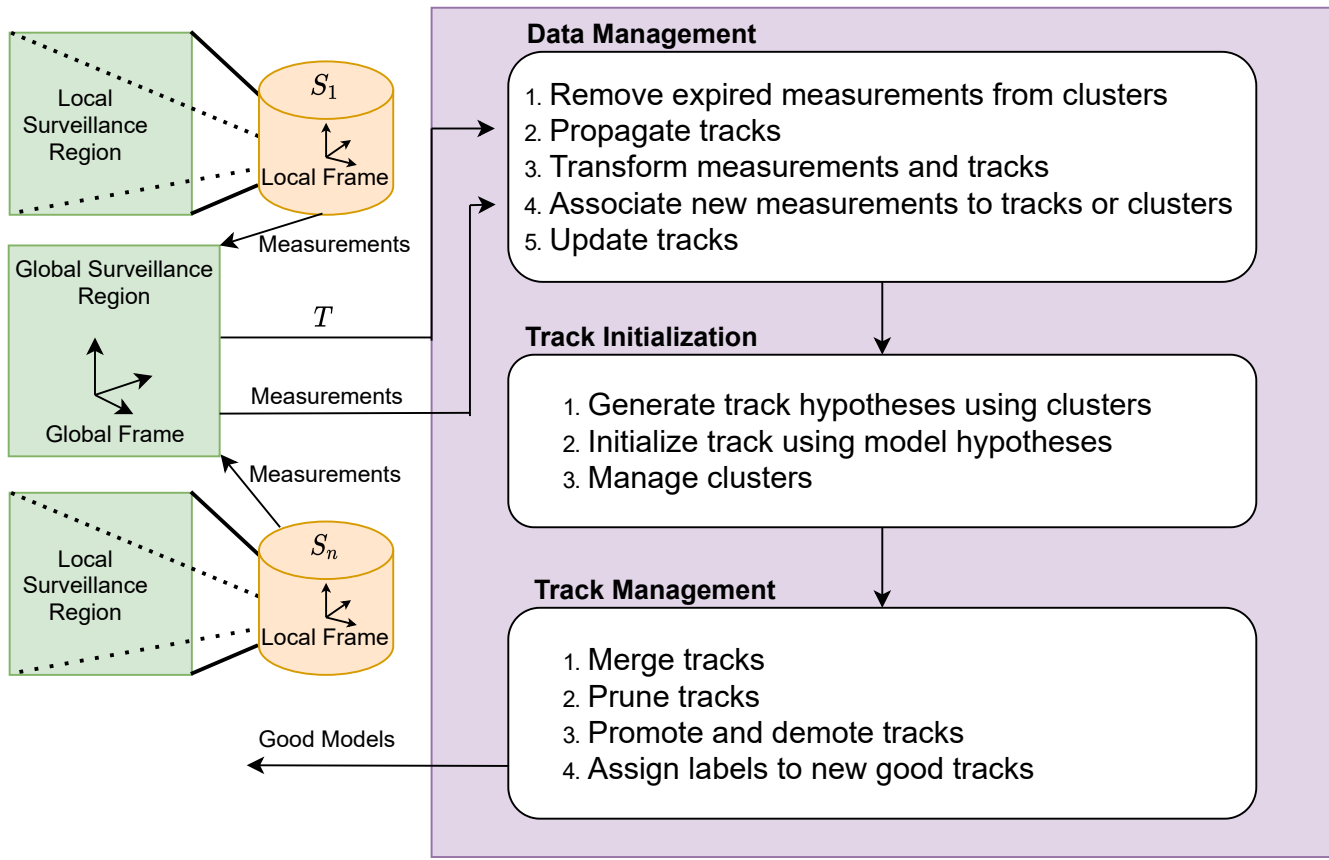 Local
Surveillance
Region
S₁
Local Frame
Measurements
Global Surveillance
Region
Global Frame
T
Measurements
Measurements
Local
Surveillance
Region
Sₙ
Local Frame
Good Models
Data Management
1. Remove expired measurements from clusters
2. Propagate tracks
3. Transform measurements and tracks
4. Associate new measurements to tracks or clusters
5. Update tracks
Track Initialization
1. Generate track hypotheses using clusters
2. Initialize track using model hypotheses
3. Manage clusters
Track Management
1. Merge tracks
2. Prune tracks
3. Promote and demote tracks
4. Assign labels to new good tracks